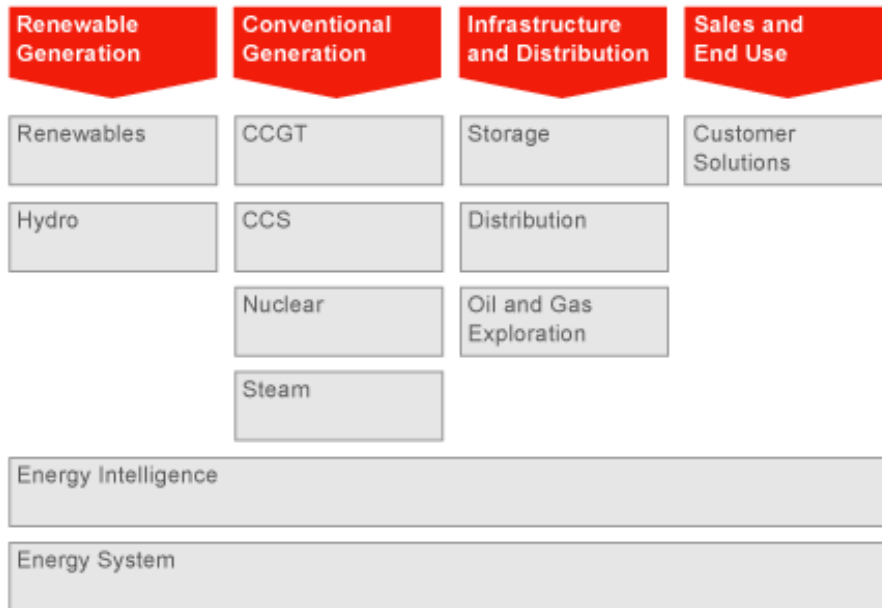 Renewable
Generation
Conventional
Generation
Infrastructure
and Distribution
Sales and
End Use
Renewables
CCGT
Storage
Customer
Solutions
Hydro
CCS
Distribution
Nuclear
Oil and Gas
Exploration
Steam
Energy Intelligence
Energy System